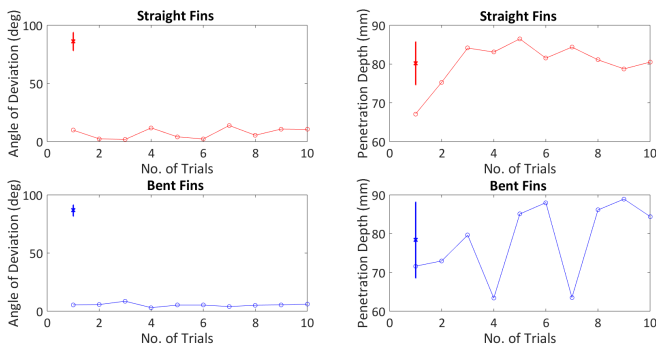 Straight Fins
Angle of Deviation (deg)
100
50
0
0 2 4 6 8 10
No. of Trials
Straight Fins
Penetration Depth (mm)
90
80
70
60
0 2 4 6 8 10
No. of Trials
Bent Fins
Angle of Deviation (deg)
100
50
0
0 2 4 6 8 10
No. of Trials
Bent Fins
Penetration Depth (mm)
90
80
70
60
0 2 4 6 8 10
No. of Trials